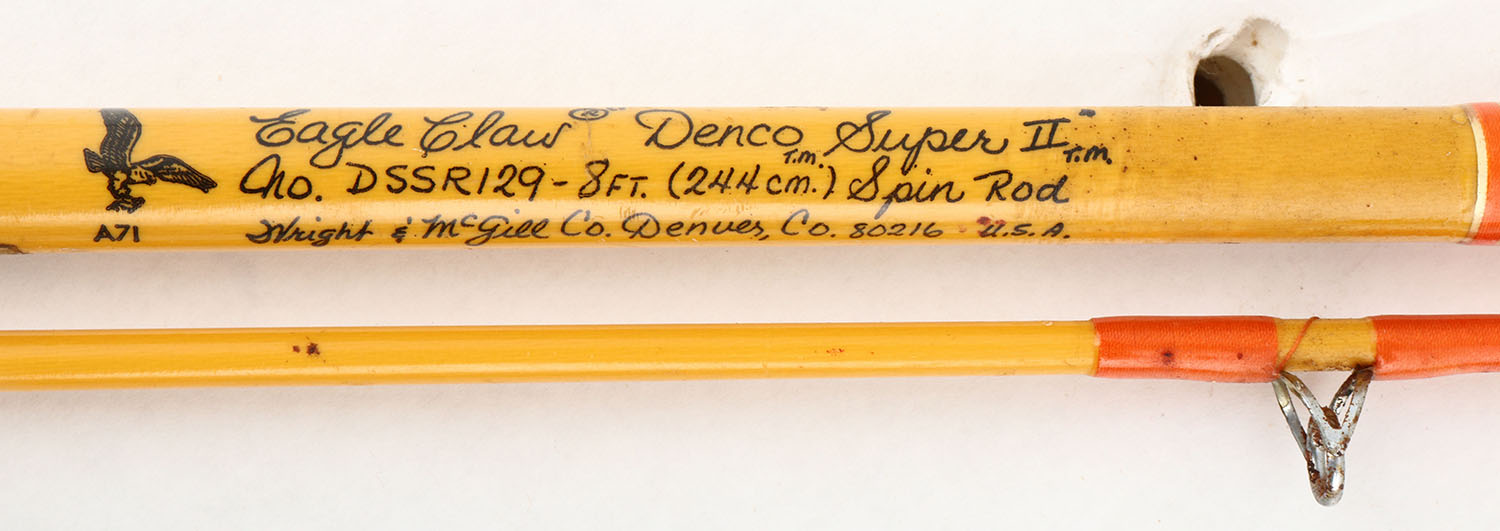 Eagle Claw® Denco T.M. Super II T.M.
No. DSSR129-8FT. (244cm.) Spin Rod
A71
Wright & McGill Co. Denver, Co. 80216 U.S.A.